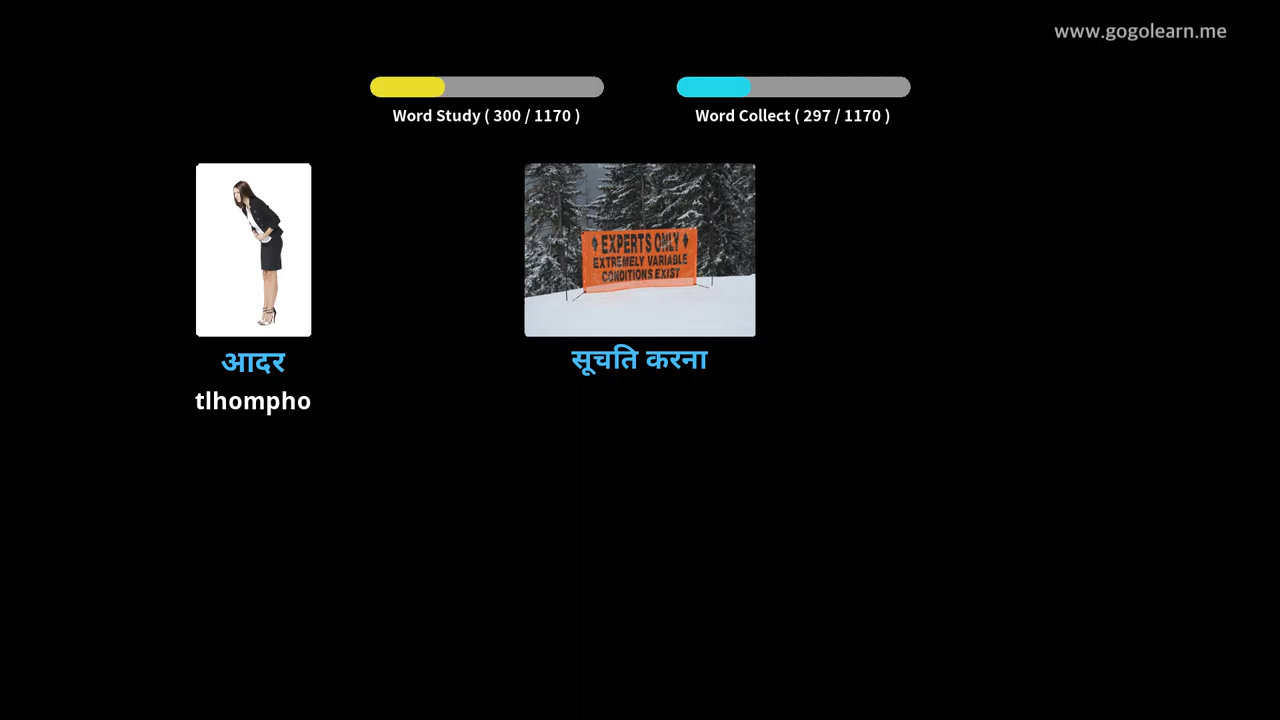 www.gogolearn.me
Word Study ( 300 / 1170 )
Word Collect ( 297 / 1170 )
EXPERTS ONLY
EXTREMELY VARIABLE
CONDITIONS EXIST
आदर
सूचति करना
tlhompho